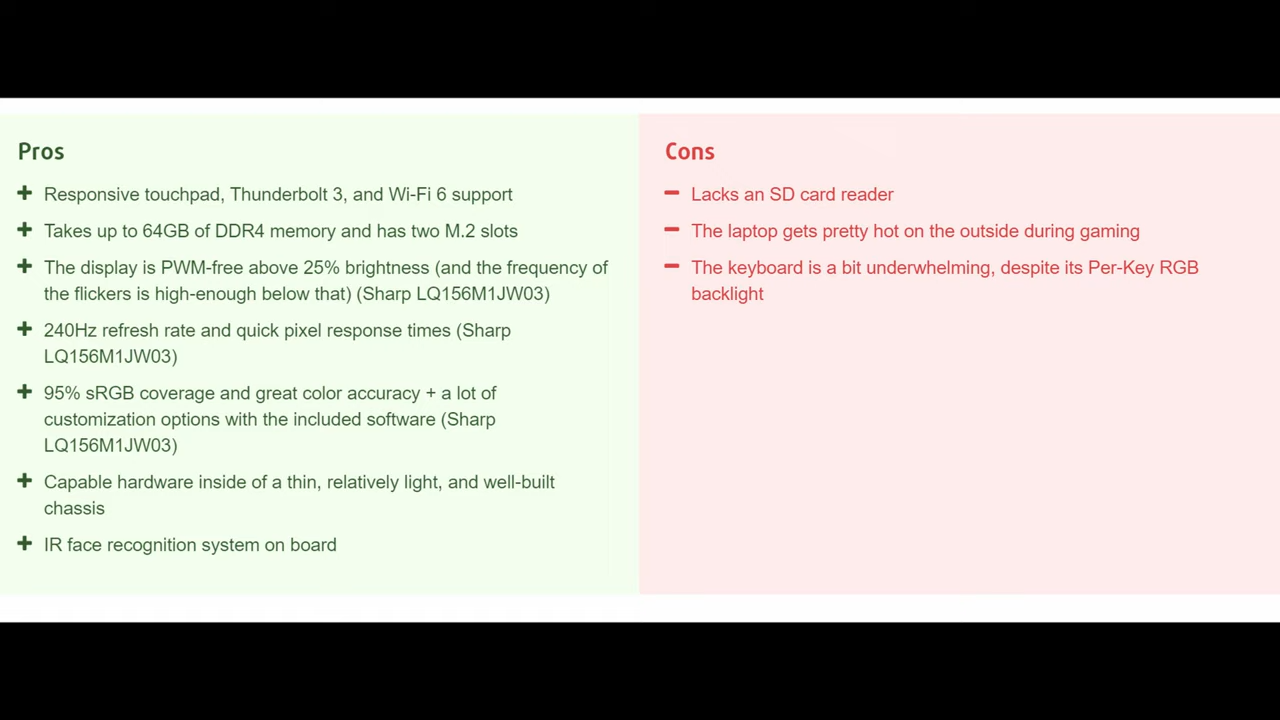 Pros
Responsive touchpad, Thunderbolt 3, and Wi-Fi 6 support
Takes up to 64GB of DDR4 memory and has two M.2 slots
The display is PWM-free above 25% brightness (and the frequency of
the flickers is high-enough below that) (Sharp LQ156M1JW03)
240Hz refresh rate and quick pixel response times (Sharp
LQ156M1JW03)
95% sRGB coverage and great color accuracy + a lot of
customization options with the included software (Sharp
LQ156M1JW03)
Capable hardware inside of a thin, relatively light, and well-built
chassis
IR face recognition system on board
Cons
Lacks an SD card reader
The laptop gets pretty hot on the outside during gaming
The keyboard is a bit underwhelming, despite its Per-Key RGB
backlight